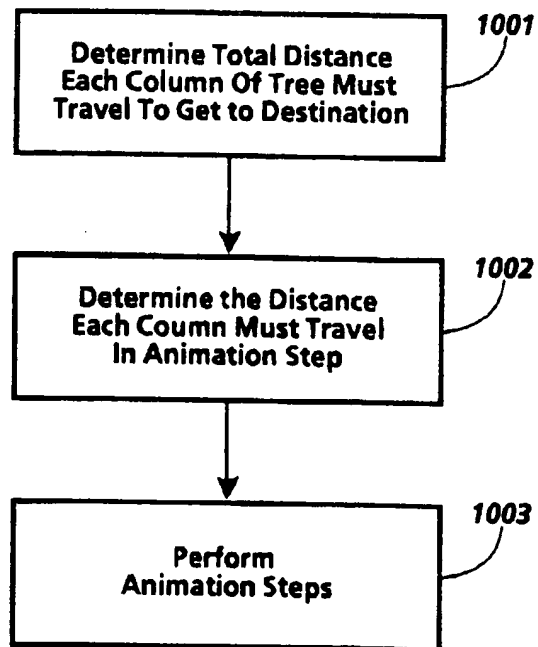 1001
Determine Total Distance
Each Column Of Tree Must
Travel To Get to Destination
1002
Determine the Distance
Each Coumn Must Travel
In Animation Step
1003
Perform
Animation Steps